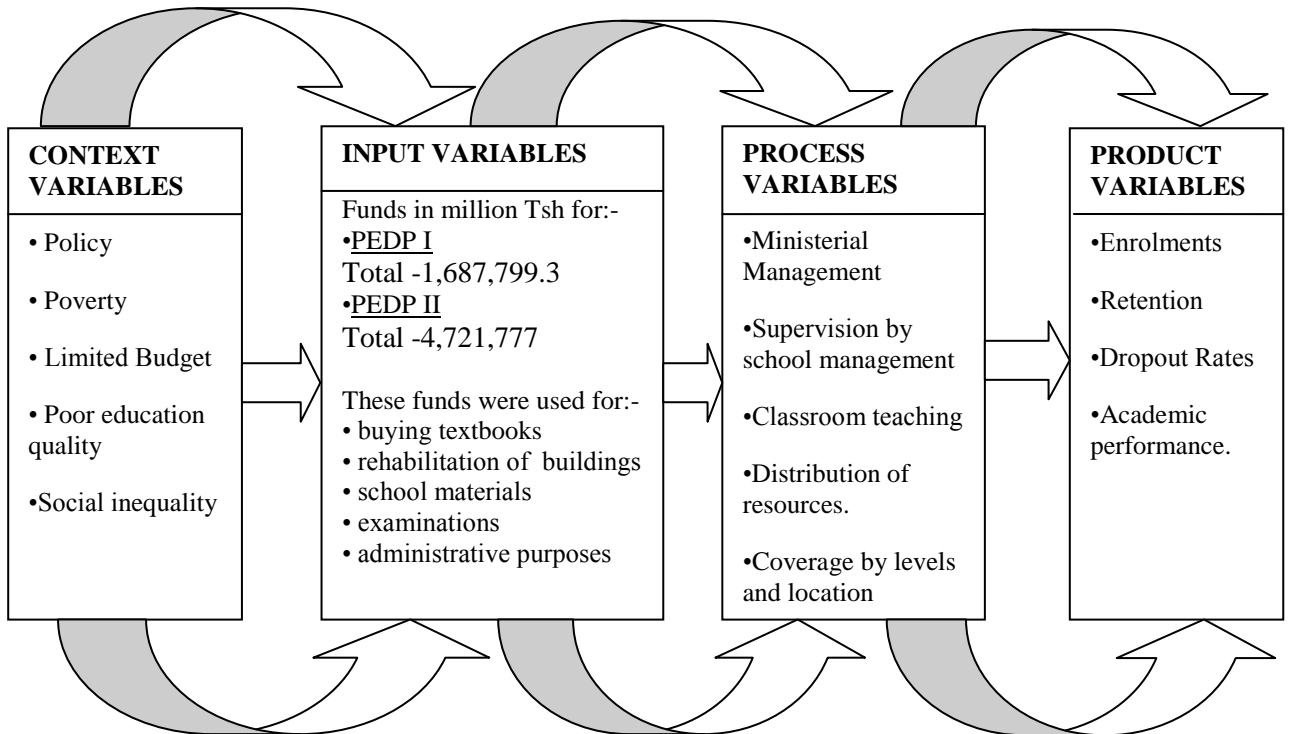 CONTEXT
VARIABLES
• Policy
• Poverty
• Limited Budget
• Poor education
quality
•Social inequality
INPUT VARIABLES
Funds in million Tsh for:-
•PEDP I
Total -1,687,799.3
•PEDP II
Total -4,721,777
These funds were used for:-
• buying textbooks
• rehabilitation of buildings
• school materials
• examinations
• administrative purposes
PROCESS
VARIABLES
•Ministerial
Management
•Supervision by
school management
•Classroom teaching
•Distribution of
resources.
•Coverage by levels
and location
PRODUCT
VARIABLES
•Enrolments
•Retention
•Dropout Rates
•Academic
performance.